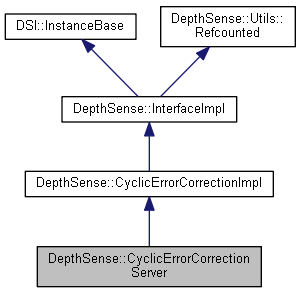 DSI::InstanceBase
DepthSense::Utils::
Refcounted
DepthSense::InterfaceImpl
DepthSense::CyclicErrorCorrectionImpl
DepthSense::CyclicErrorCorrection
Server